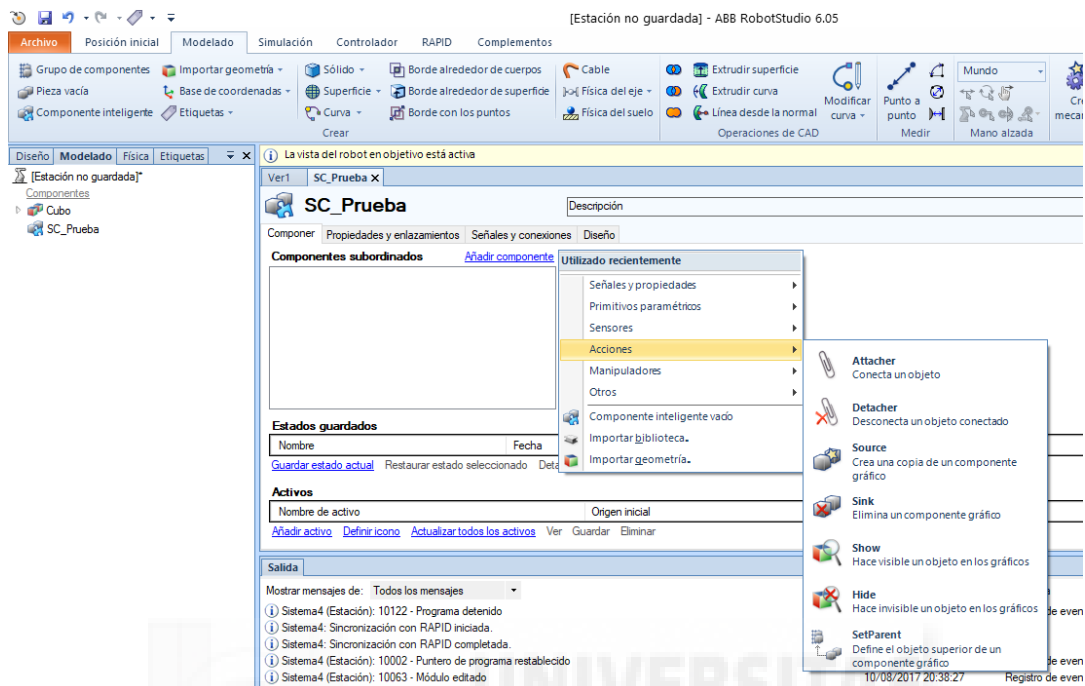 [Estación no guardada] - ABB RobotStudio 6.05
Archivo Posición inicial Modelado Simulación Controlador RAPID Complementos
Grupo de componentes Importar geometría Sólido Borde alrededor de cuerpos Cable Extrudir superficie Mundo
Pieza vacía Base de coordenadas Superficie Borde alrededor de superficie Física del eje Extrudir curva Modificar curva Punto a punto
Componente inteligente Etiquetas Curva Borde con los puntos Física del suelo Línea desde la normal
Crear Operaciones de CAD Medir Mano alzada
Diseño Modelado Física Etiquetas
[Estación no guardada]*
Componentes
Cubo
SC_Prueba
La vista del robot en objetivo está activa
Ver1 SC_Prueba
SC_Prueba Descripción
Componer Propiedades y enlazamientos Señales y conexiones Diseño
Componentes subordinados Añadir componente
Utilizado recientemente
Señales y propiedades
Primitivos paramétricos
Sensores
Acciones
Manipuladores
Otros
Componente inteligente vacío
Importar biblioteca..
Importar geometría..
Attacher
Conecta un objeto
Detacher
Desconecta un objeto conectado
Source
Crea una copia de un componente
gráfico
Sink
Elimina un componente gráfico
Show
Hace visible un objeto en los gráficos
Hide
Hace invisible un objeto en los gráficos
SetParent
Define el objeto superior de un
componente gráfico
Estados guardados
Nombre Fecha
Guardar estado actual Restaurar estado seleccionado
Activos
Nombre de activo Origen inicial
Añadir activo Definir icono Actualizar todos los activos Ver Guardar Eliminar
Salida
Mostrar mensajes de: Todos los mensajes
Sistema4 (Estación): 10122 - Programa detenido
Sistema4: Sincronización con RAPID iniciada.
Sistema4: Sincronización con RAPID completada.
Sistema4 (Estación): 10002 - Puntero de programa restablecido
Sistema4 (Estación): 10063 - Módulo editado 10/08/2017 20:38:27 Registro de even